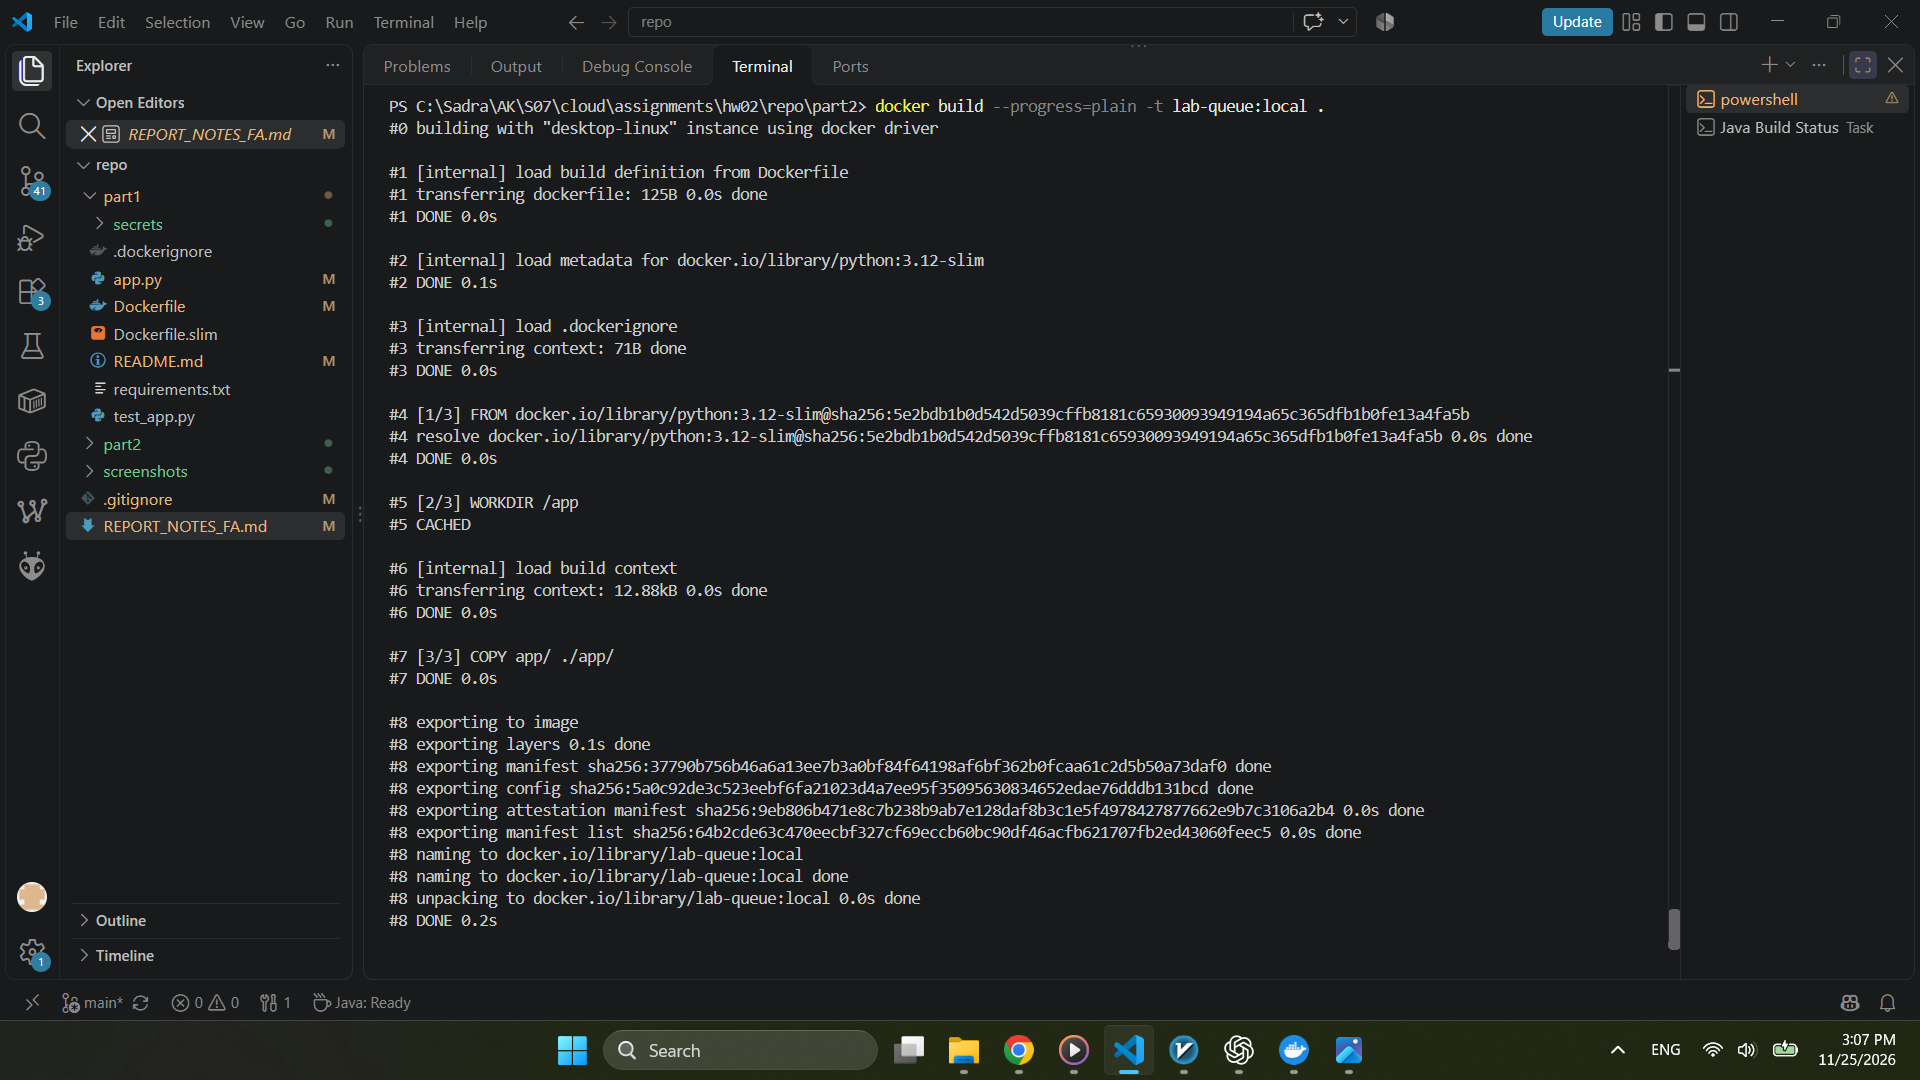 File Edit Selection View Go Run Terminal Help
repo
Update
Explorer
Open Editors
REPORT_NOTES_FA.md M
repo
part1
secrets
.dockerignore
app.py M
Dockerfile M
Dockerfile.slim
README.md M
requirements.txt
test_app.py
part2
screenshots
.gitignore M
REPORT_NOTES_FA.md M
Outline
Timeline
41
3
1
Problems Output Debug Console Terminal Ports
PS C:\Sadra\AK\S07\cloud\assignments\hw02\repo\part2> docker build --progress=plain -t lab-queue:local .
#0 building with "desktop-linux" instance using docker driver
#1 [internal] load build definition from Dockerfile
#1 transferring dockerfile: 125B 0.0s done
#1 DONE 0.0s
#2 [internal] load metadata for docker.io/library/python:3.12-slim
#2 DONE 0.1s
#3 [internal] load .dockerignore
#3 transferring context: 71B done
#3 DONE 0.0s
#4 [1/3] FROM docker.io/library/python:3.12-slim@sha256:5e2bdb1b0d542d5039cffb8181c65930093949194a65c365dfb1b0fe13a4fa5b
#4 resolve docker.io/library/python:3.12-slim@sha256:5e2bdb1b0d542d5039cffb8181c65930093949194a65c365dfb1b0fe13a4fa5b 0.0s done
#4 DONE 0.0s
#5 [2/3] WORKDIR /app
#5 CACHED
#6 [internal] load build context
#6 transferring context: 12.88kB 0.0s done
#6 DONE 0.0s
#7 [3/3] COPY app/ ./app/
#7 DONE 0.0s
#8 exporting to image
#8 exporting layers 0.1s done
#8 exporting manifest sha256:37790b756b46a6a13ee7b3a0bf84f64198af6bf362b0fcaa61c2d5b50a73daf0 done
#8 exporting config sha256:5a0c92de3c523eebf6fa21023d4a7ee95f35095630834652edae76dddb131bcd done
#8 exporting attestation manifest sha256:9eb806b471e8c7b238b9ab7e128daf8b3c1e5f4978427877662e9b7c3106a2b4 0.0s done
#8 exporting manifest list sha256:64b2cde63c470eecbf327cf69eccb60bc90df46acfb621707fb2ed43060feec5 0.0s done
#8 naming to docker.io/library/lab-queue:local
#8 naming to docker.io/library/lab-queue:local done
#8 unpacking to docker.io/library/lab-queue:local 0.0s done
#8 DONE 0.2s
powershell
Java Build Status Task
main* 0 0 1 Java: Ready
Search
ENG
3:07 PM
11/25/2026